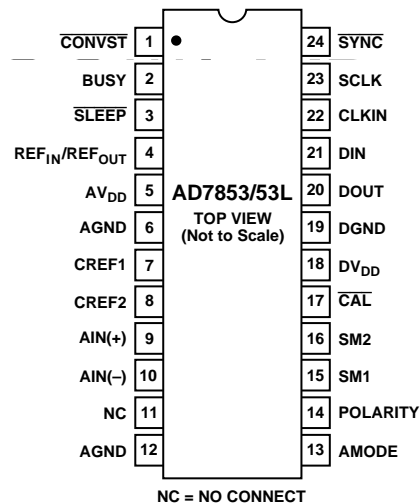 CONVST 1 24 SYNC
BUSY 2 23 SCLK
SLEEP 3 22 CLKIN
REFIN/REFOUT 4 21 DIN
AVDD 5 AD7853/53L 20 DOUT
TOP VIEW
(Not to Scale)
AGND 6 19 DGND
CREF1 7 18 DVDD
CREF2 8 17 CAL
AIN(+) 9 16 SM2
AIN(–) 10 15 SM1
NC 11 14 POLARITY
AGND 12 13 AMODE
NC = NO CONNECT